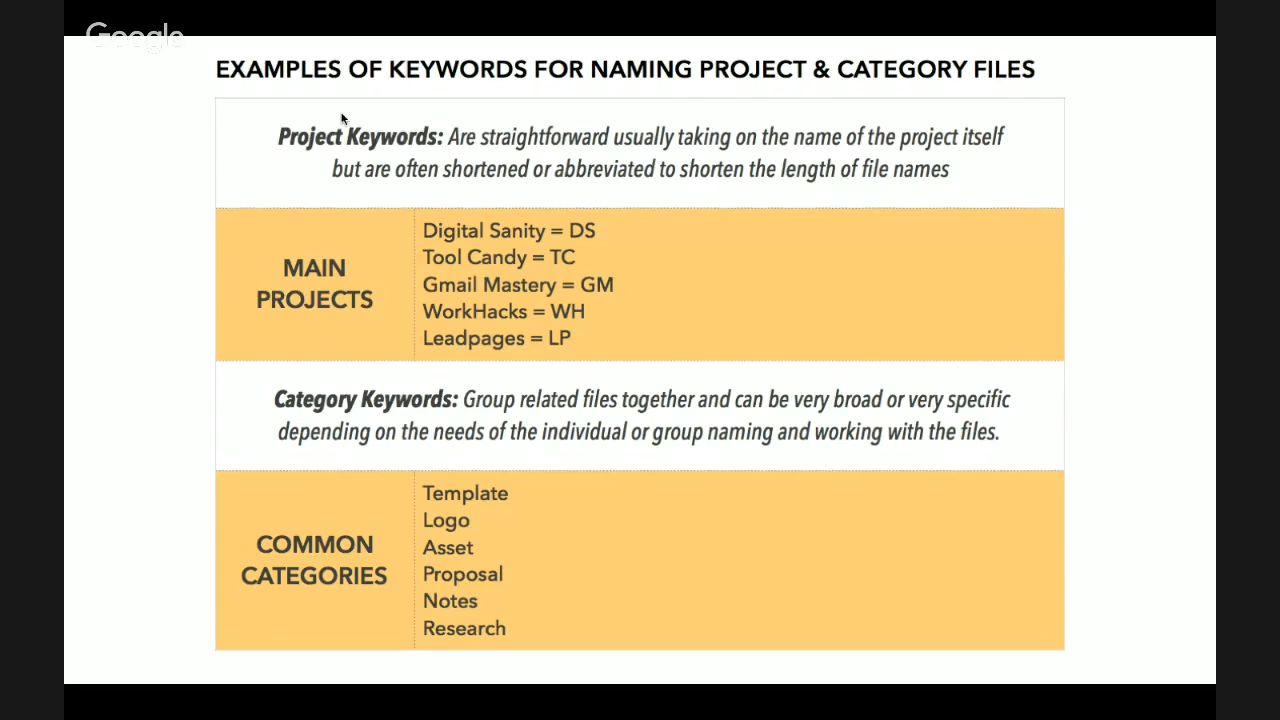 Google
EXAMPLES OF KEYWORDS FOR NAMING PROJECT & CATEGORY FILES
Project Keywords: Are straightforward usually taking on the name of the project itself
but are often shortened or abbreviated to shorten the length of file names
MAIN
PROJECTS
Digital Sanity = DS
Tool Candy = TC
Gmail Mastery = GM
WorkHacks = WH
Leadpages = LP
Category Keywords: Group related files together and can be very broad or very specific
depending on the needs of the individual or group naming and working with the files.
COMMON
CATEGORIES
Template
Logo
Asset
Proposal
Notes
Research